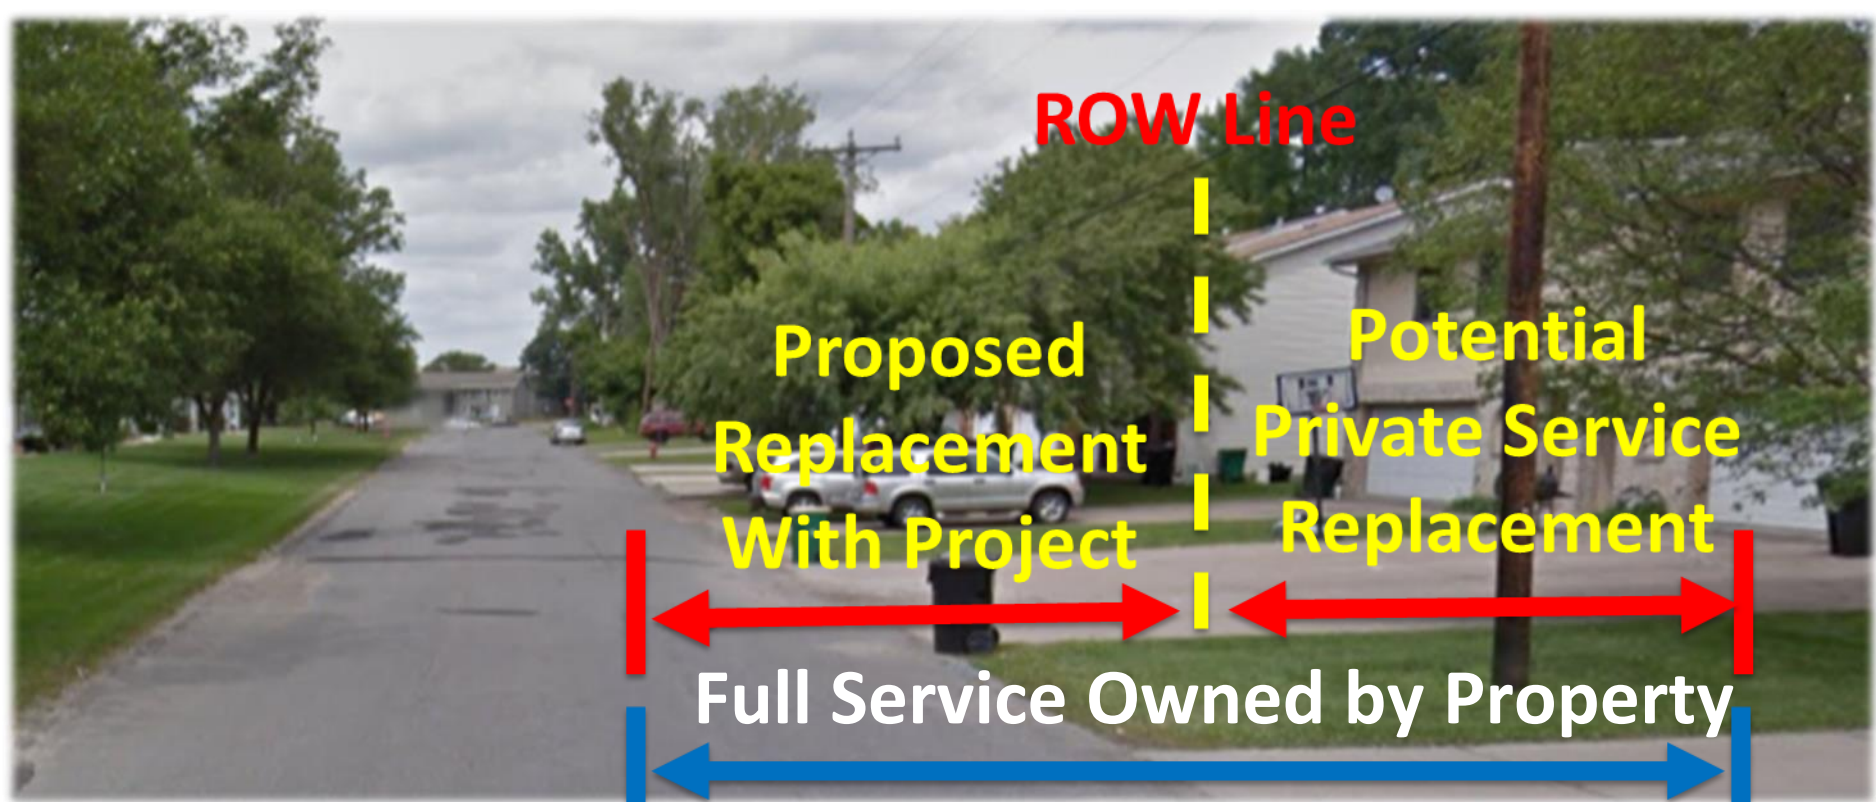 ROW Line
Proposed
Replacement
With Project
Potential
Private Service
Replacement
Full Service Owned by Property